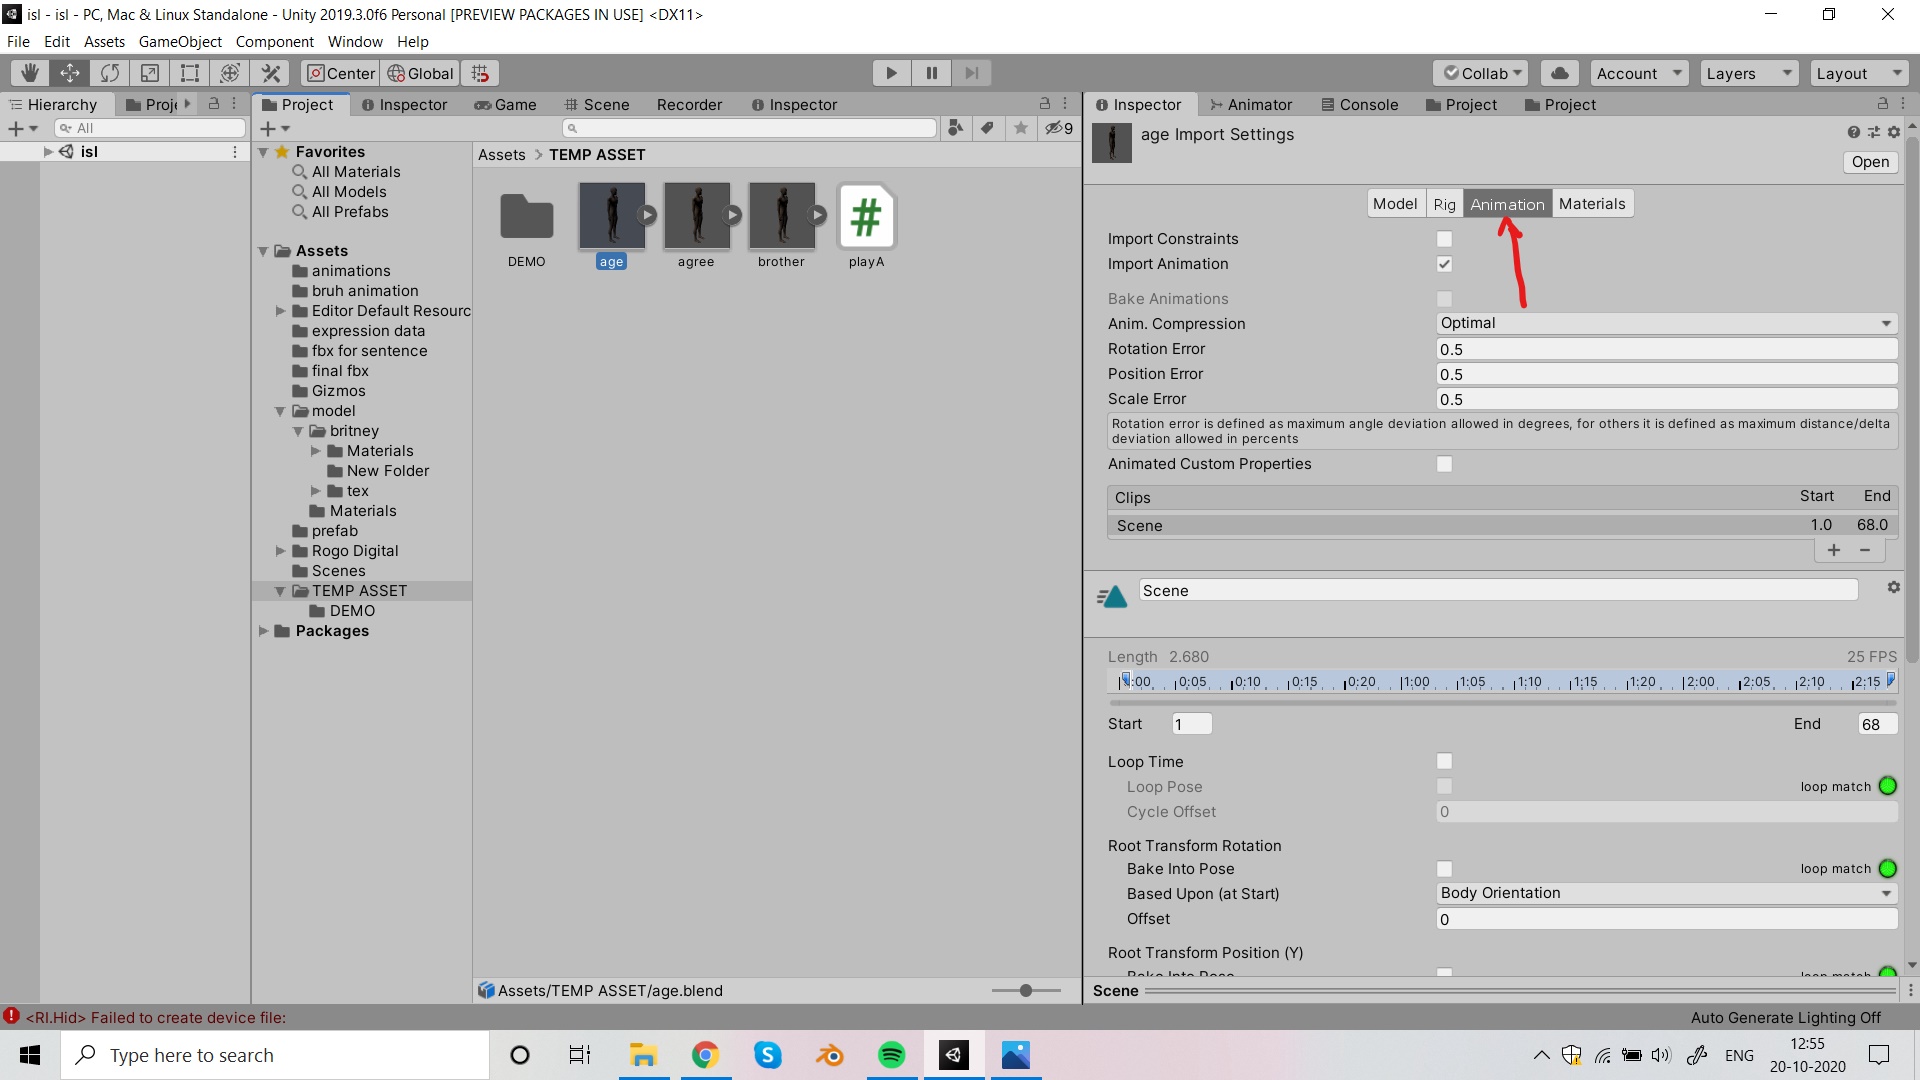 isl - isl - PC, Mac & Linux Standalone - Unity 2019.3.0f6 Personal [PREVIEW PACKAGES IN USE] <DX11>
File Edit Assets GameObject Component Window Help
Center Global Collab Account Layers Layout
Hierarchy Proje Project Inspector Game Scene Recorder Inspector Inspector Animator Console Project Project
All 9
isl
Favorites
All Materials
All Models
All Prefabs
Assets
animations
bruh animation
Editor Default Resourc
expression data
fbx for sentence
final fbx
Gizmos
model
britney
Materials
New Folder
tex
Materials
prefab
Rogo Digital
Scenes
TEMP ASSET
DEMO
Packages
Assets > TEMP ASSET
DEMO age agree brother playA
#
Assets/TEMP ASSET/age.blend
age Import Settings
Open
Model Rig Animation Materials
Import Constraints
Import Animation
Bake Animations
Anim. Compression Optimal
Rotation Error 0.5
Position Error 0.5
Scale Error 0.5
Rotation error is defined as maximum angle deviation allowed in degrees, for others it is defined as maximum distance/delta
deviation allowed in percents
Animated Custom Properties
Clips Start End
Scene 1.0 68.0
+ −
Scene
Length 2.680 25 FPS
:00 0:05 0:10 0:15 0:20 1:00 1:05 1:10 1:15 1:20 2:00 2:05 2:10 2:15
Start 1 End 68
Loop Time
Loop Pose loop match
Cycle Offset 0
Root Transform Rotation
Bake Into Pose loop match
Based Upon (at Start) Body Orientation
Offset 0
Root Transform Position (Y)
Bake Into Pose loop match
Scene
<RI.Hid> Failed to create device file:
Auto Generate Lighting Off
Type here to search
ENG
12:55
20-10-2020